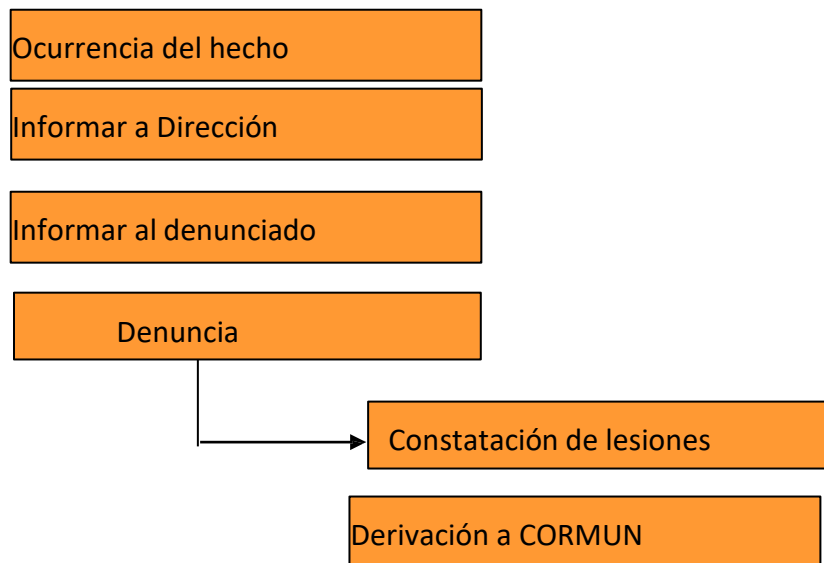 Ocurrencia del hecho
Informar a Dirección
Informar al denunciado
Denuncia
Constatación de lesiones
Derivación a CORMUN